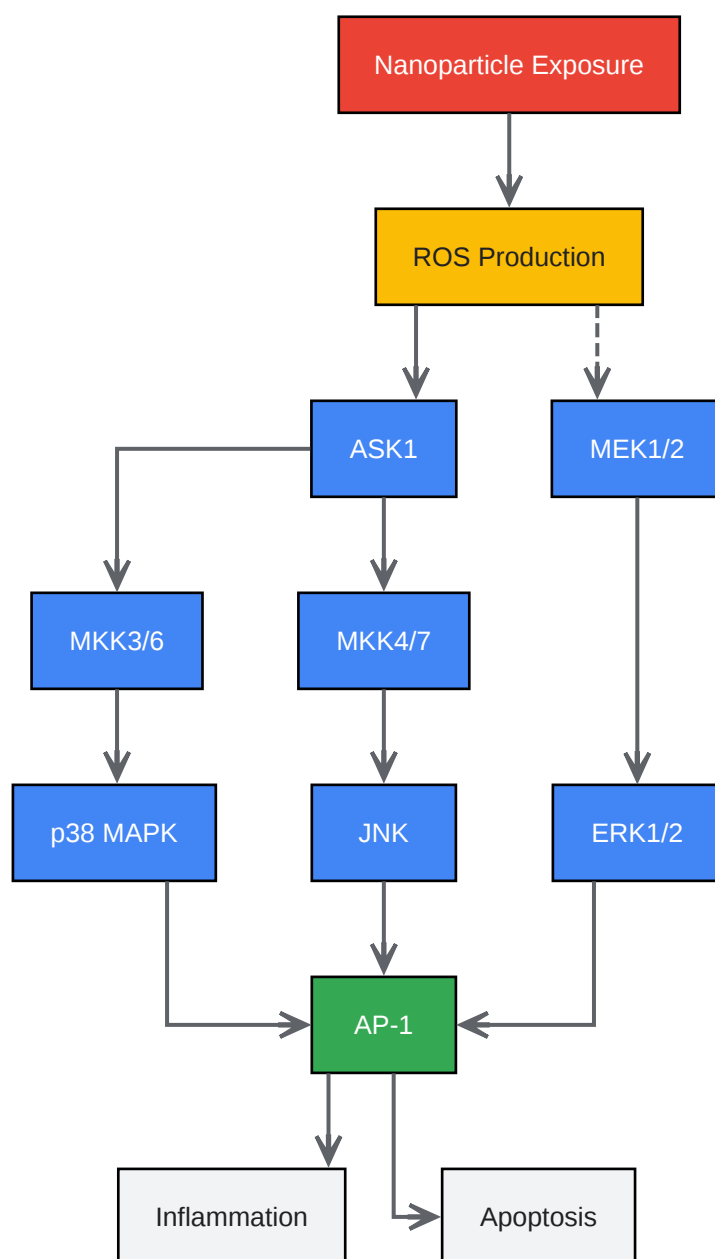 Nanoparticle Exposure
ROS Production
ASK1
MEK1/2
MKK3/6
MKK4/7
p38 MAPK
JNK
ERK1/2
AP-1
Inflammation
Apoptosis